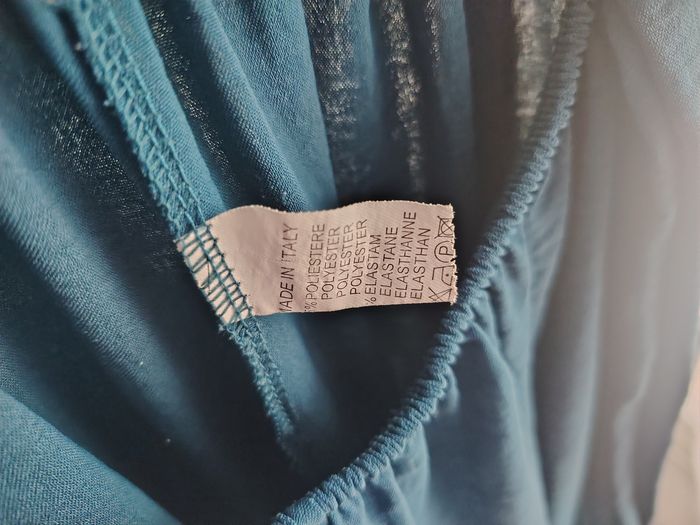 MADE IN ITALY
% POLIESTERE
POLYESTER
POLYESTER
POLYESTER
% ELASTAM
ELASTANE
ELASTHANNE
ELASTHAN
P